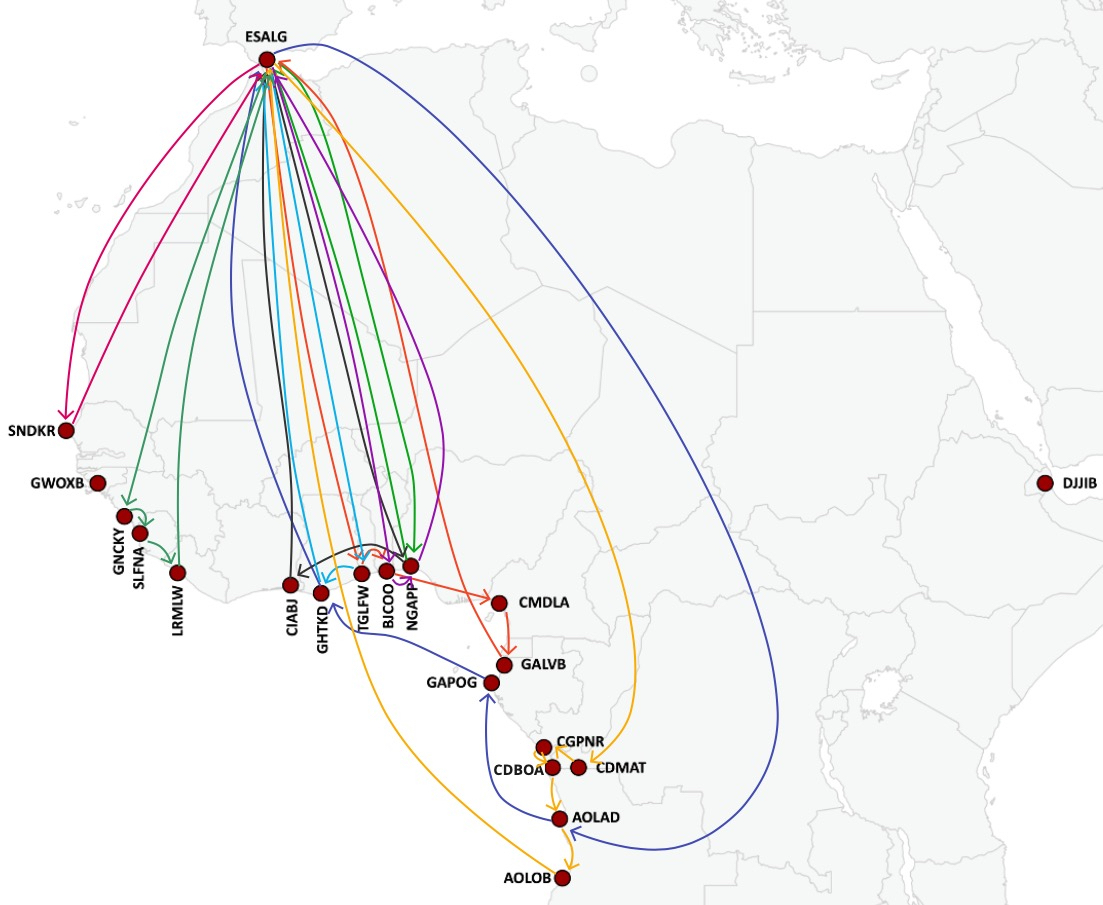 ESALG
SNDKR
GWOXB
DJJIB
GNCKY
SLFNA
LRMLW
CIABJ
GHTKD
TGLFW
BJCOO
NGAPP
CMDLA
GALVB
GAPOG
CGPNR
CDBOA
CDMAT
AOLAD
AOLOB